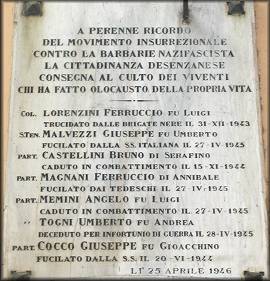 A PERENNE RICORDO
DEL MOVIMENTO INSURREZIONALE
CONTRO LA BARBARIE NAZIFASCISTA
LA CITTADINANZA DESENZANESE
CONSEGNA AL CULTO DEI VIVENTI
CHI HA FATTO OLOCAUSTO DELLA PROPRIA VITA
COL. LORENZINI FERRUCCIO FU LUIGI
TRUCIDATO DALLE BRIGATE NERE IL 31-XII-1943
S.TEN. MALVEZZI GIUSEPPE FU UMBERTO
FUCILATO DALLA S.S. ITALIANA IL 27-IV-1945
PART. CASTELLINI BRUNO DI SERAFINO
CADUTO IN COMBATTIMENTO IL 15-XI-1944
PART. MAGNANI FERRUCCIO DI ANNIBALE
FUCILATO DAI TEDESCHI IL 27-IV-1945
PART. MEMINI ANGELO FU LUIGI
CADUTO IN COMBATTIMENTO IL 27-IV-1945
" TOGNI UMBERTO FU ANDREA
DECEDUTO PER INFORTUNIO DI GUERRA IL 28-IV-1945
PART. COCCO GIUSEPPE FU GIOACCHINO
FUCILATO DALLA S.S. IL 20-VI-1944
LI' 25 APRILE 1946